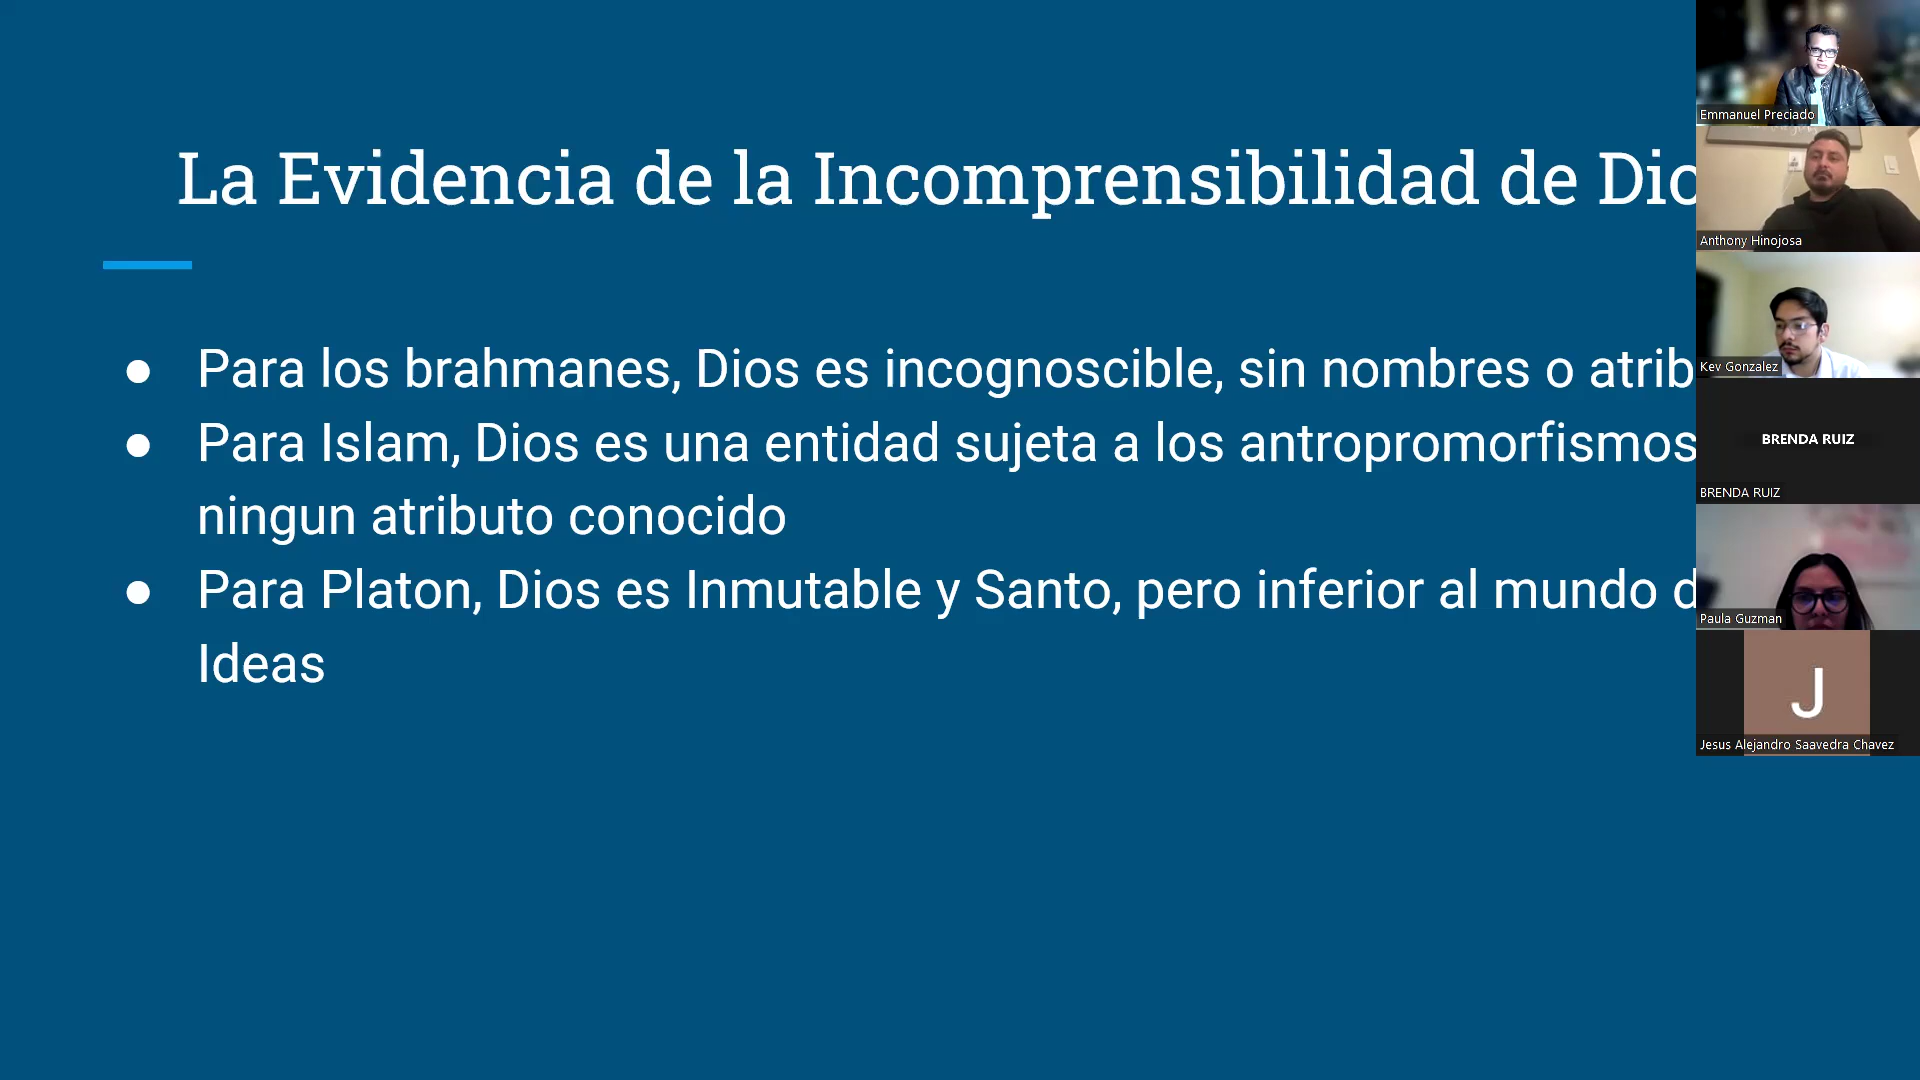 La Evidencia de la Incomprensibilidad de
Para los brahmanes, Dios es incognoscible, sin nombres o
Para Islam, Dios es una entidad sujeta a los antropromorfismos
ningun atributo conocido
Para Platon, Dios es Inmutable y Santo, pero inferior al mundo
Ideas
Emmanuel Preciado
Anthony Hinojosa
Kev Gonzalez
BRENDA RUIZ
BRENDA RUIZ
Paula Guzman
J
Jesus Alejandro Saavedra Chavez